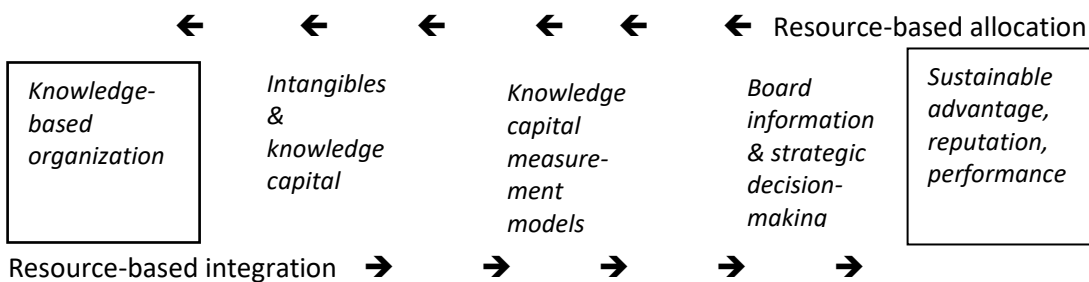 🡸 🡸 🡸 🡸 🡸 🡸 Resource-based allocation
Knowledge-
based
organization
Intangibles
&
knowledge
capital
Knowledge
capital
measure-
ment
models
Board
information
& strategic
decision-
making
Sustainable
advantage,
reputation,
performance
Resource-based integration 🡺 🡺 🡺 🡺 🡺